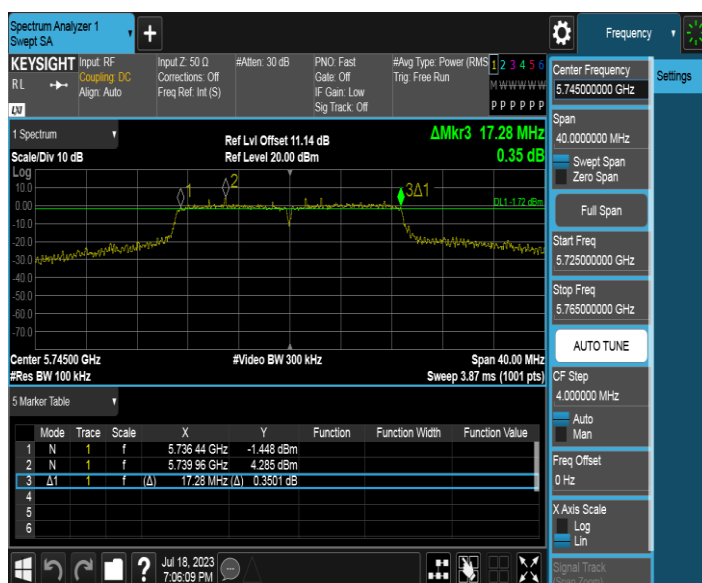 Spectrum Analyzer 1
Swept SA
+
Frequency
KEYSIGHT
RL
LXI
Input: RF
Coupling: DC
Align: Auto
Input Z: 50 Ω
Corrections: Off
Freq Ref: Int (S)
#Atten: 30 dB
PNO: Fast
Gate: Off
IF Gain: Low
Sig Track: Off
#Avg Type: Power (RMS
Trig: Free Run
1 2 3 4 5 6
M W W W W W
P P P P P P
1 Spectrum
Scale/Div 10 dB
Ref Lvl Offset 11.14 dB
Ref Level 20.00 dBm
ΔMkr3 17.28 MHz
0.35 dB
Log
10.0
0.00
-10.0
-20.0
-30.0
-40.0
-50.0
-60.0
-70.0
1
2
3Δ1
DL1 -1.72 dBm
Center 5.74500 GHz
#Res BW 100 kHz
#Video BW 300 kHz
Span 40.00 MHz
Sweep 3.87 ms (1001 pts)
5 Marker Table
Mode Trace Scale X Y Function Function Width Function Value
1 N 1 f 5.736 44 GHz -1.448 dBm
2 N 1 f 5.739 96 GHz 4.285 dBm
3 Δ1 1 f (Δ) 17.28 MHz (Δ) 0.3501 dB
4
5
6
Jul 18, 2023
7:06:09 PM
?
Center Frequency
5.745000000 GHz
Settings
Span
40.0000000 MHz
Swept Span
Zero Span
Full Span
Start Freq
5.725000000 GHz
Stop Freq
5.765000000 GHz
AUTO TUNE
CF Step
4.000000 MHz
Auto
Man
Freq Offset
0 Hz
X Axis Scale
Log
Lin
Signal Track
(Span Zoom)